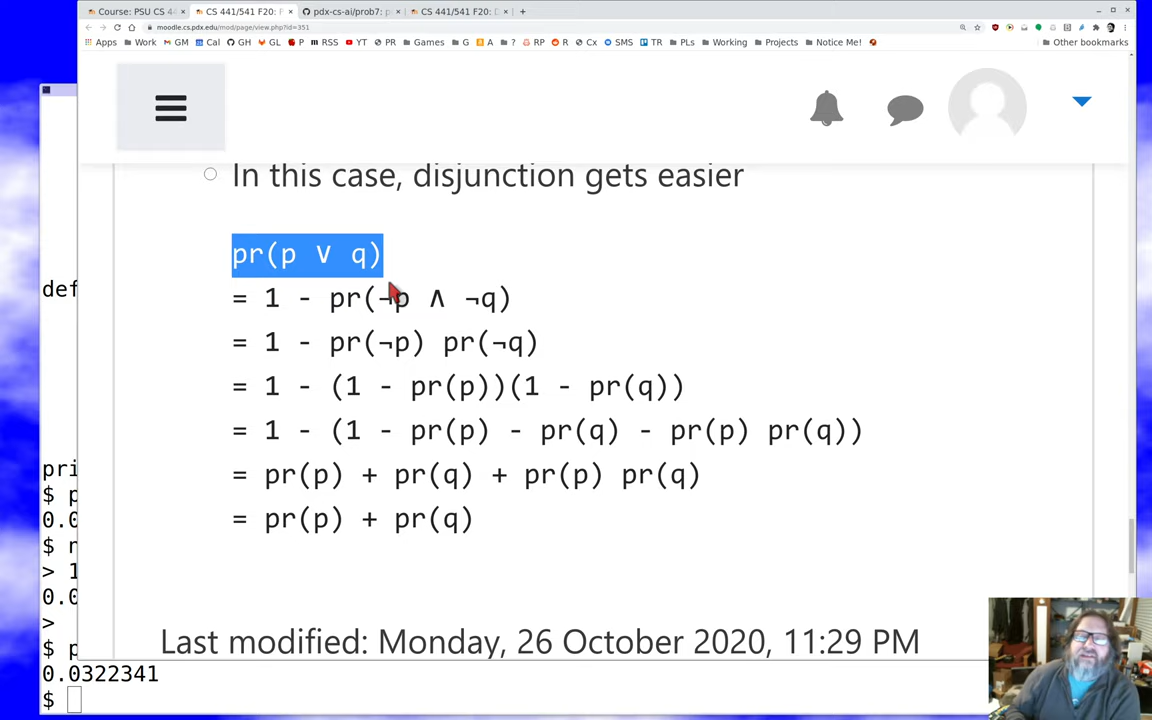 Course: PSU CS 4
CS 441/541 F20: F
pdx-cs-ai/prob7: p
CS 441/541 F20: D
moodle.cs.pdx.edu/mod/page/view.php?id=351
Apps Work GM Cal GH GL P RSS YT PR Games G A ? RP R Cx SMS TR PLs Working Projects Notice Me! Other bookmarks
In this case, disjunction gets easier
pr(p ∨ q)
= 1 - pr(¬p ∧ ¬q)
= 1 - pr(¬p) pr(¬q)
= 1 - (1 - pr(p))(1 - pr(q))
= 1 - (1 - pr(p) - pr(q) - pr(p) pr(q))
= pr(p) + pr(q) + pr(p) pr(q)
= pr(p) + pr(q)
Last modified: Monday, 26 October 2020, 11:29 PM
def
pri
$ p
0.0
$ n
> 1
0.0
>
$ p
0.0322341
$